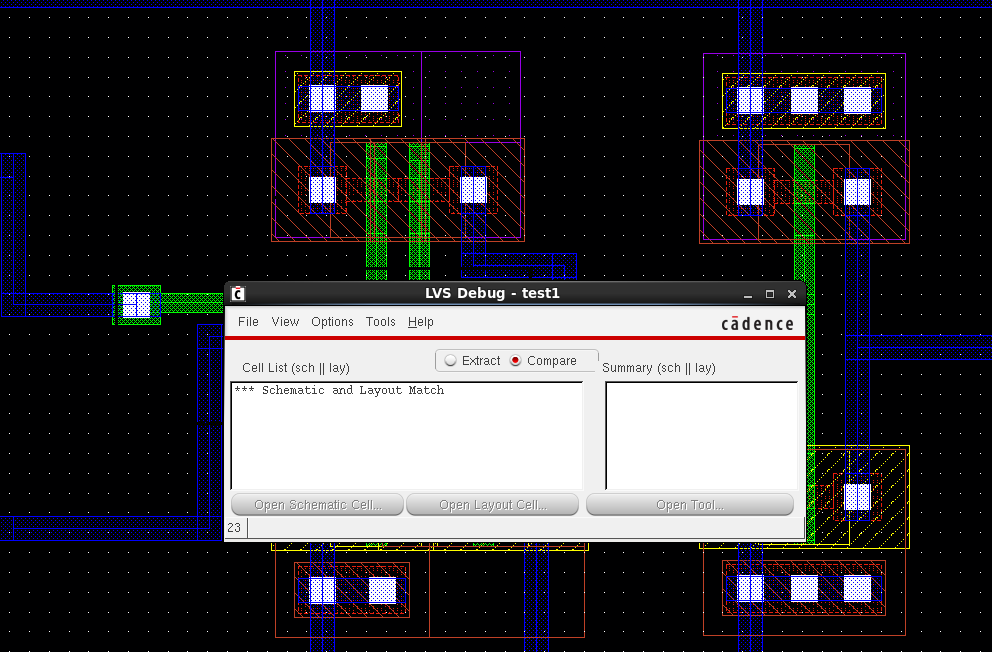 LVS Debug - test1
File View Options Tools Help
cādence
Extract Compare
Cell List (sch || lay)
Summary (sch || lay)
*** Schematic and Layout Match
Open Schematic Cell...
Open Layout Cell...
Open Tool...
23